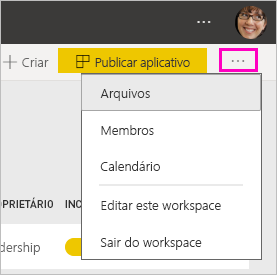 ...
+ Criar
Publicar aplicativo
...
Arquivos
Membros
Calendário
PRIETÁRIO INC
Editar este workspace
dership
Sair do workspace